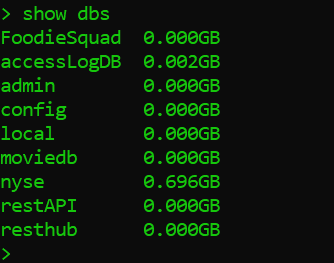 > show dbs
FoodieSquad  0.000GB
accessLogDB  0.002GB
admin        0.000GB
config       0.000GB
local        0.000GB
moviedb      0.000GB
nyse         0.696GB
restAPI      0.000GB
resthub      0.000GB
>